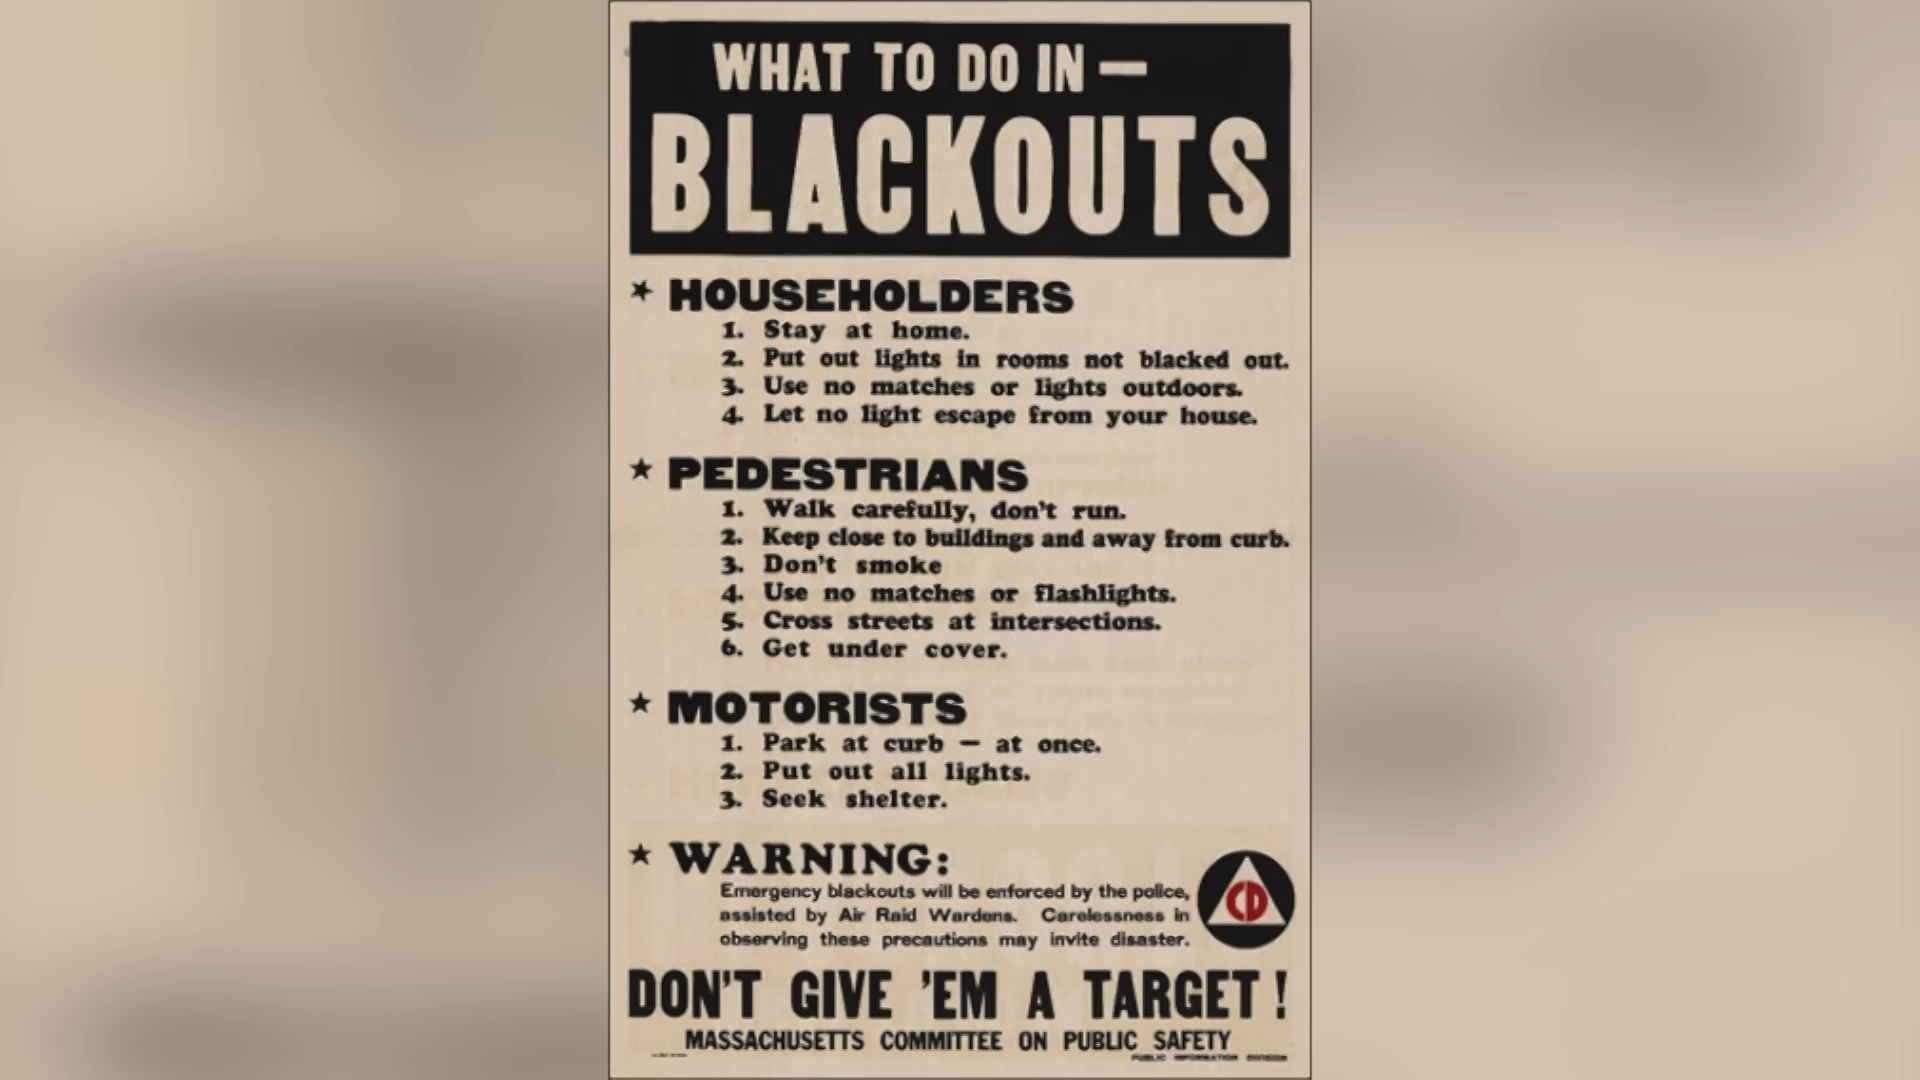 WHAT TO DO IN —
BLACKOUTS
★ HOUSEHOLDERS
1. Stay at home.
2. Put out lights in rooms not blacked out.
3. Use no matches or lights outdoors.
4. Let no light escape from your house.
★ PEDESTRIANS
1. Walk carefully, don't run.
2. Keep close to buildings and away from curb.
3. Don't smoke
4. Use no matches or flashlights.
5. Cross streets at intersections.
6. Get under cover.
★ MOTORISTS
1. Park at curb — at once.
2. Put out all lights.
3. Seek shelter.
★ WARNING:
Emergency blackouts will be enforced by the police,
assisted by Air Raid Wardens. Carelessness in
observing these precautions may invite disaster.
CD
DON'T GIVE 'EM A TARGET!
MASSACHUSETTS COMMITTEE ON PUBLIC SAFETY
PUBLIC INFORMATION DIVISION